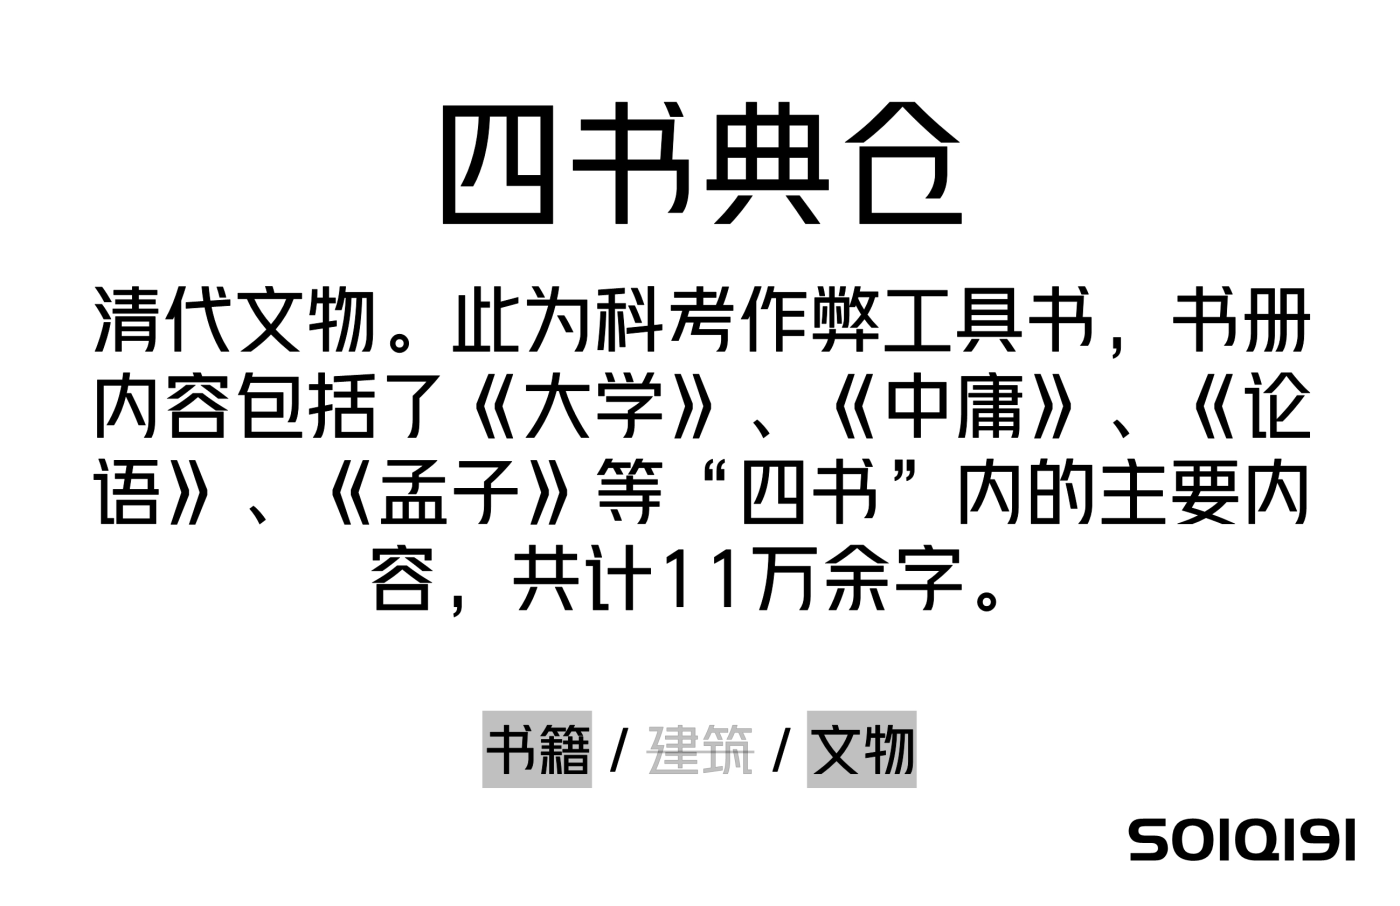 四书典仓
清代文物。此为科考作弊工具书，书册
内容包括了《大学》、《中庸》、《论
语》、《孟子》等“四书”内的主要内
容，共计11万余字。
书籍 / 建筑 / 文物
SOIQI91